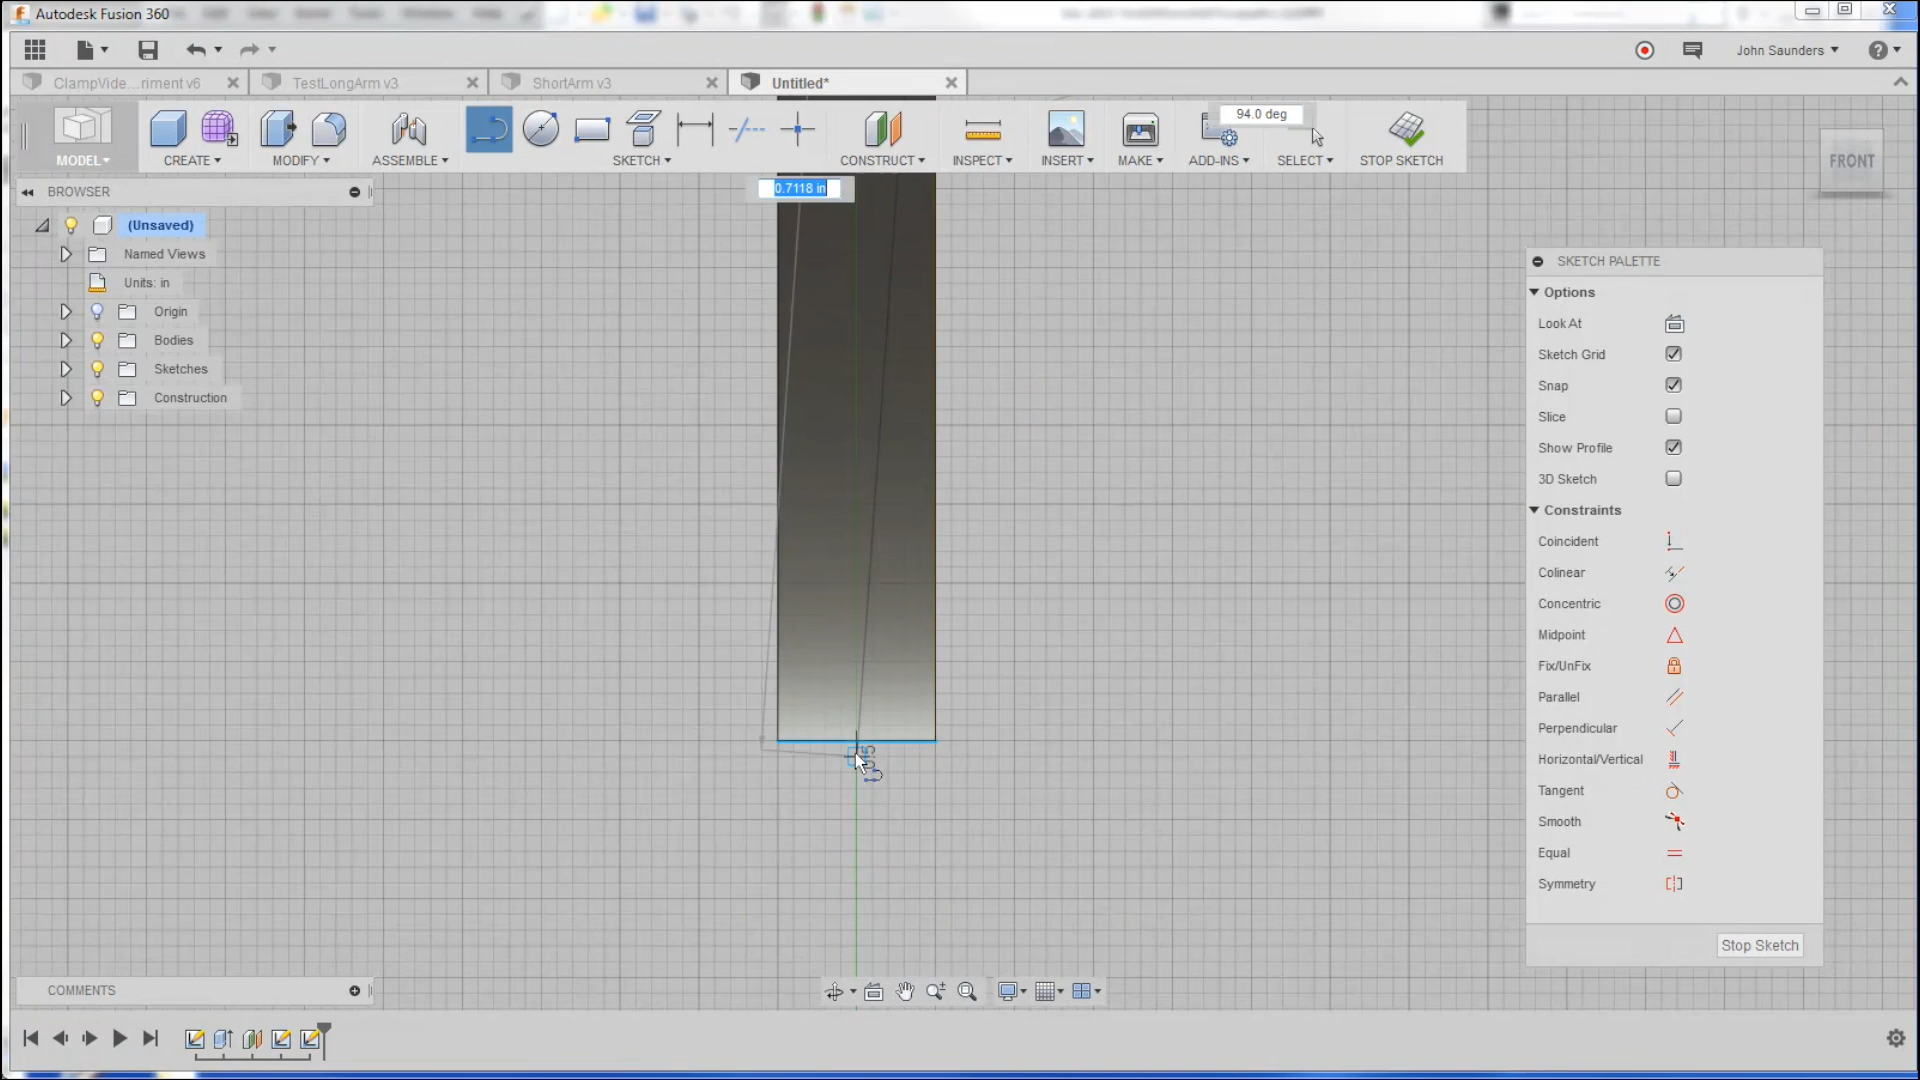 Autodesk Fusion 360
John Saunders
ClampVide...riment v6
TestLongArm v3
ShortArm v3
Untitled*
94.0 deg
MODEL
CREATE
MODIFY
ASSEMBLE
SKETCH
CONSTRUCT
INSPECT
INSERT
MAKE
ADD-INS
SELECT
STOP SKETCH
FRONT
BROWSER
0.7118 in
(Unsaved)
Named Views
Units: in
Origin
Bodies
Sketches
Construction
SKETCH PALETTE
Options
Look At
Sketch Grid
Snap
Slice
Show Profile
3D Sketch
Constraints
Coincident
Colinear
Concentric
Midpoint
Fix/UnFix
Parallel
Perpendicular
Horizontal/Vertical
Tangent
Smooth
Equal
Symmetry
Stop Sketch
COMMENTS